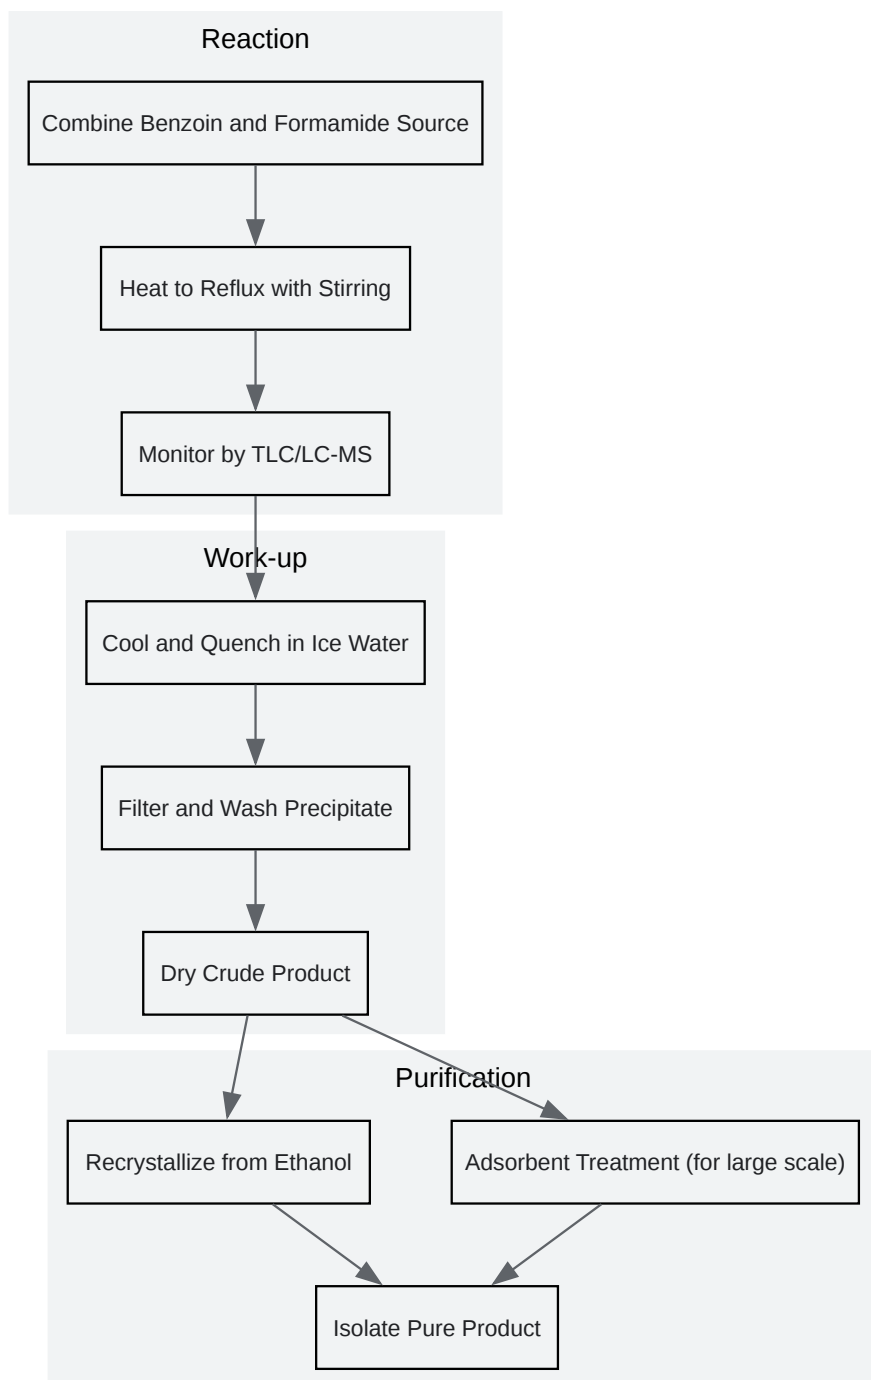 Reaction
Combine Benzoin and Formamide Source
Heat to Reflux with Stirring
Monitor by TLC/LC-MS
Work-up
Cool and Quench in Ice Water
Filter and Wash Precipitate
Dry Crude Product
Purification
Recrystallize from Ethanol
Adsorbent Treatment (for large scale)
Isolate Pure Product